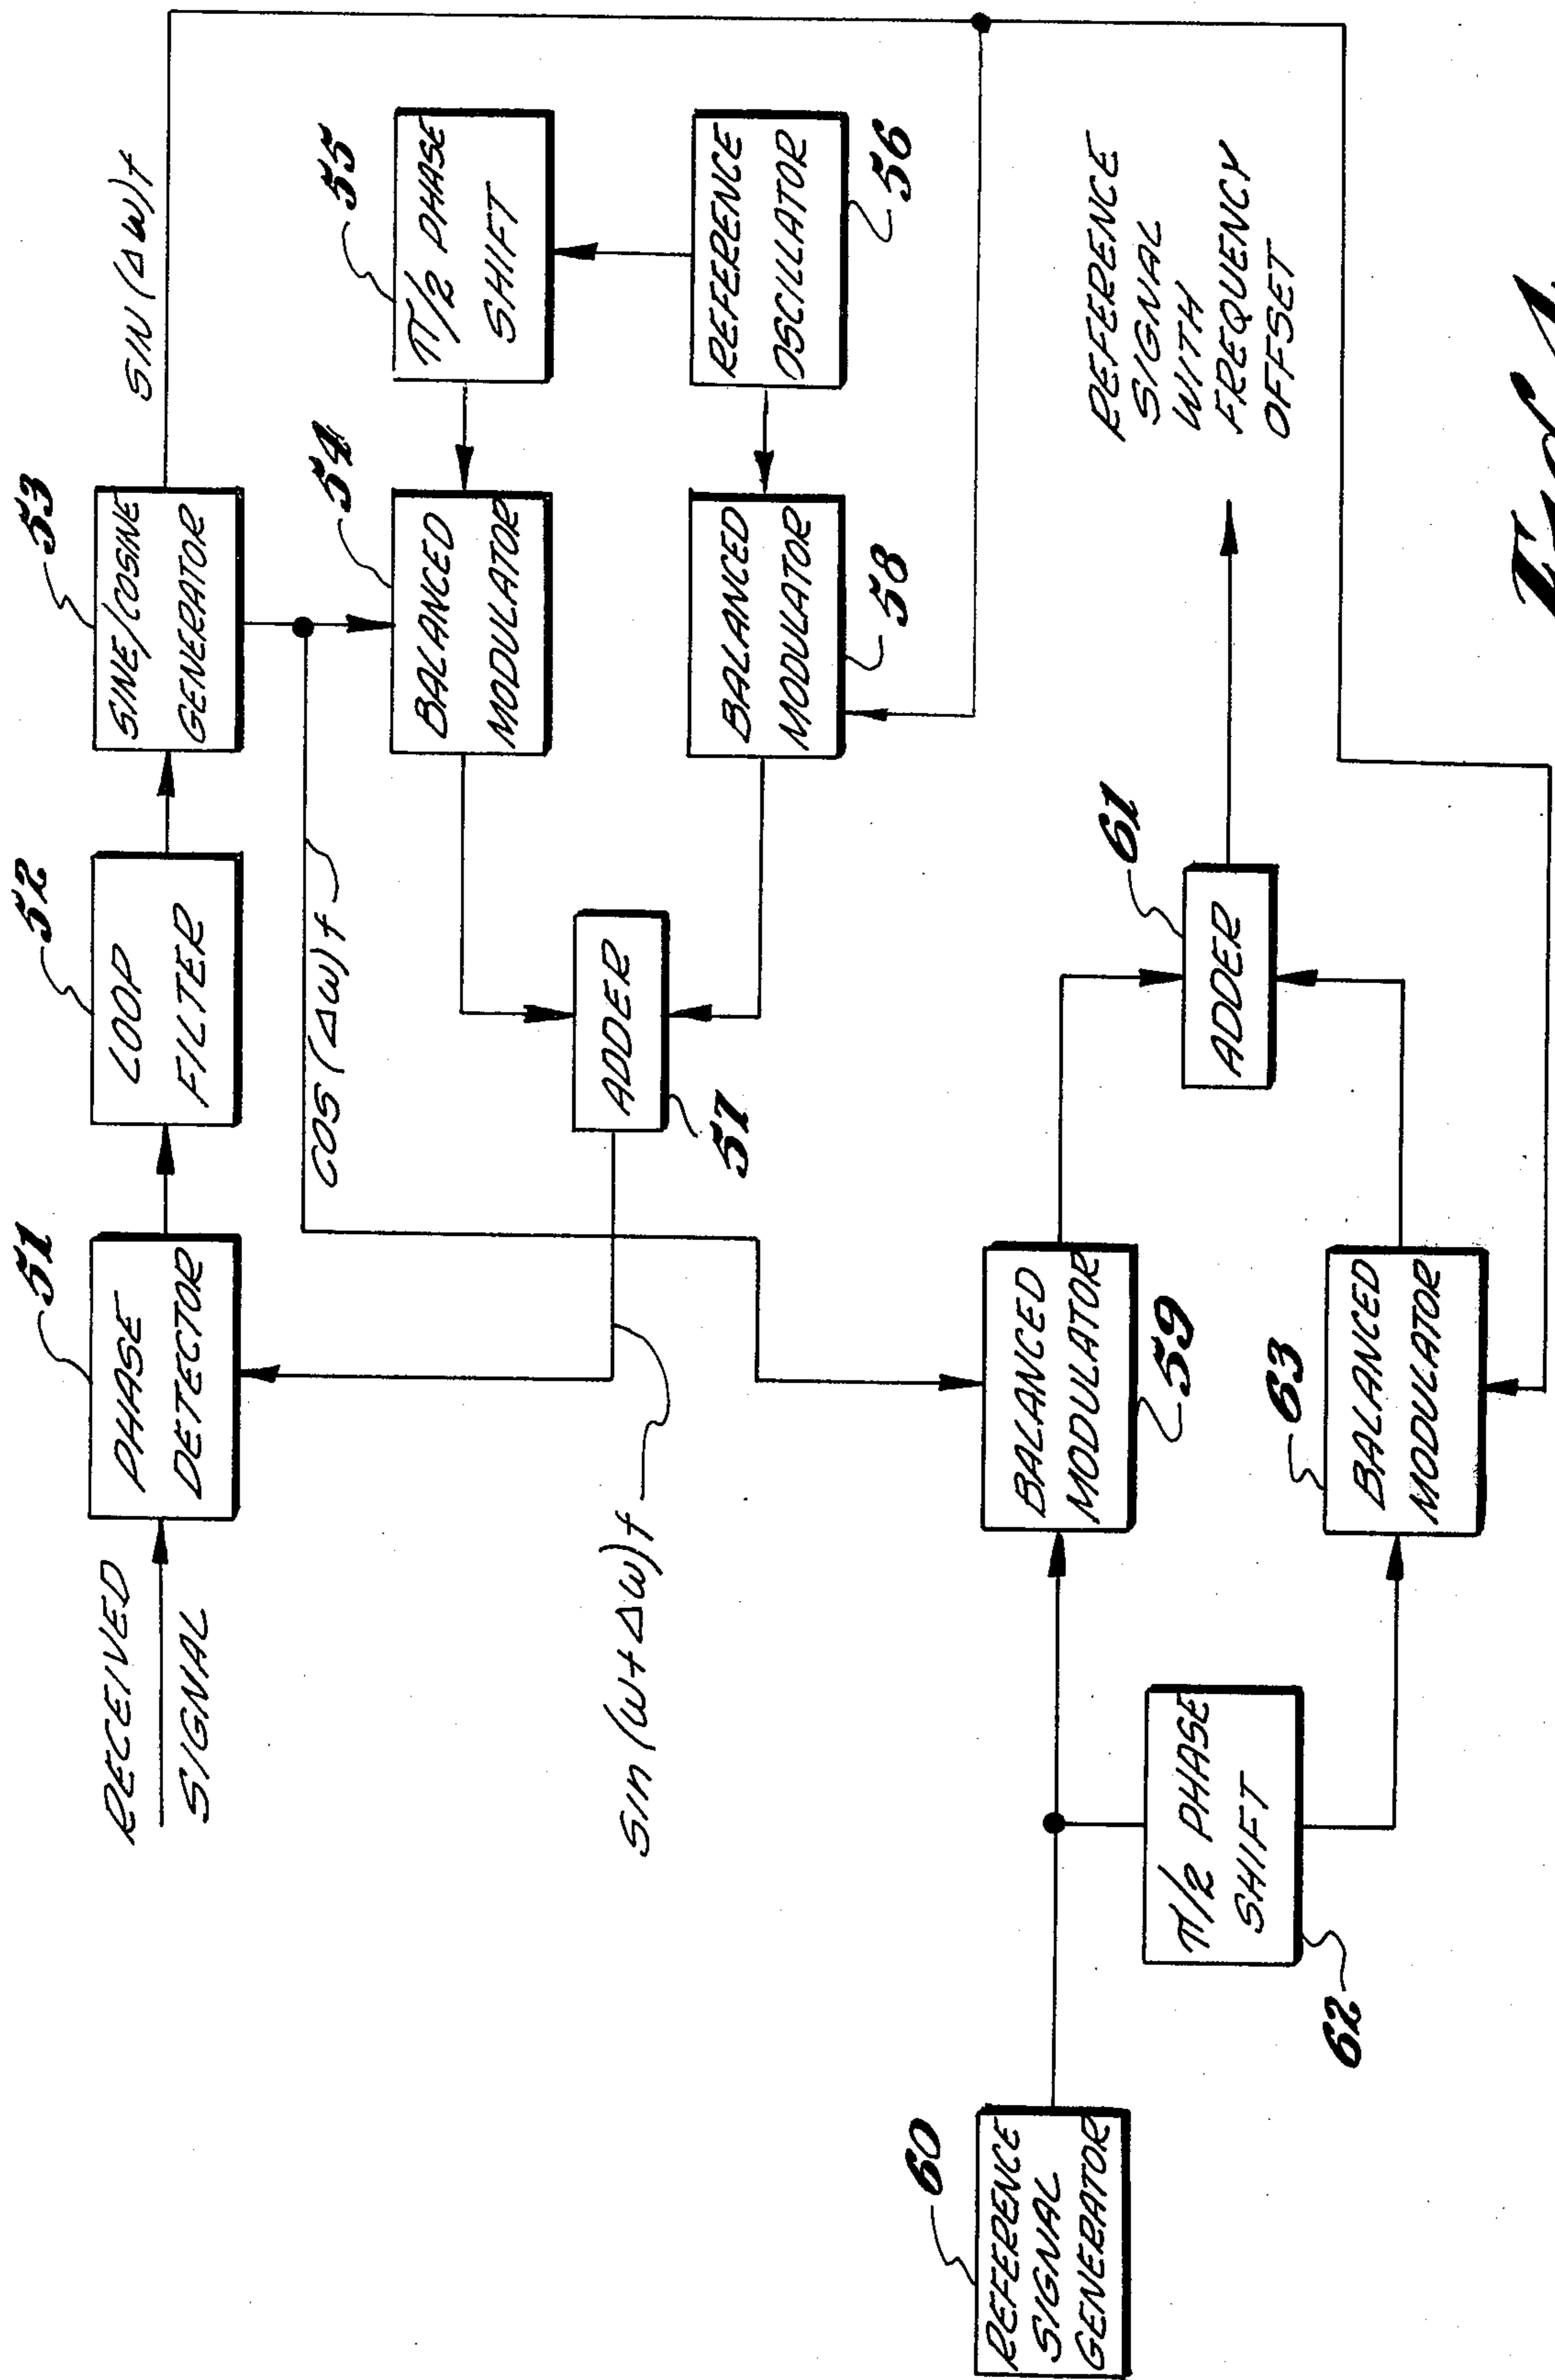 RECEIVED
SIGNAL
51
PHASE
DETECTOR
52
LOOP
FILTER
53
SINE/COSINE
GENERATOR
SIN (Δω)t
COS (Δω)t
54
BALANCED
MODULATOR
55
π/2 PHASE
SHIFT
REFERENCE
OSCILLATOR
56
BALANCED
MODULATOR
58
ADDER
57
sin (ω+Δω)t
60
REFERENCE
SIGNAL
GENERATOR
π/2 PHASE
SHIFT
62
BALANCED
MODULATOR
59
63
BALANCED
MODULATOR
61
ADDER
REFERENCE
SIGNAL
WITH
FREQUENCY
OFFSET